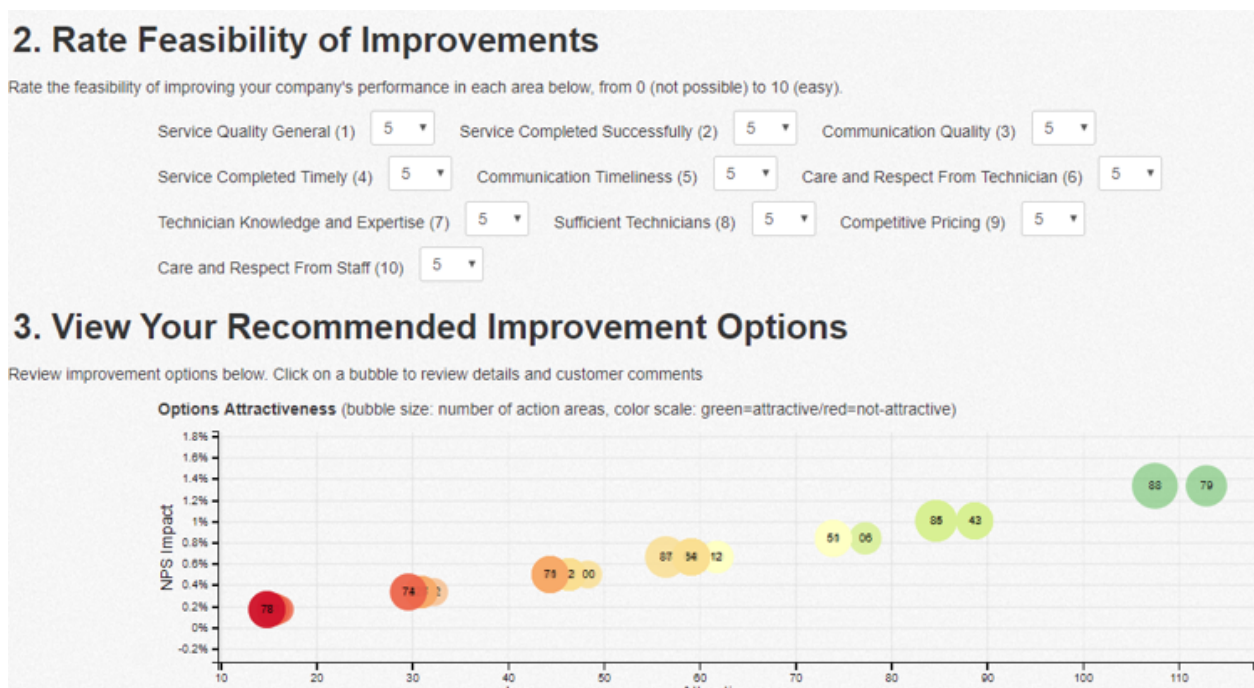 2. Rate Feasibility of Improvements
Rate the feasibility of improving your company's performance in each area below, from 0 (not possible) to 10 (easy).
Service Quality General (1) 5 Service Completed Successfully (2) 5 Communication Quality (3) 5
Service Completed Timely (4) 5 Communication Timeliness (5) 5 Care and Respect From Technician (6) 5
Technician Knowledge and Expertise (7) 5 Sufficient Technicians (8) 5 Competitive Pricing (9) 5
Care and Respect From Staff (10) 5
3. View Your Recommended Improvement Options
Review improvement options below. Click on a bubble to review details and customer comments
Options Attractiveness (bubble size: number of action areas, color scale: green=attractive/red=not-attractive)
NPS Impact
1.8%
1.6%
1.4%
88 79
1.2%
1%
85 43
0.8%
06
0.6%
12
0.4%
00
0.2%
0%
-0.2%
10 20 30 40 50 60 70 80 90 100 110